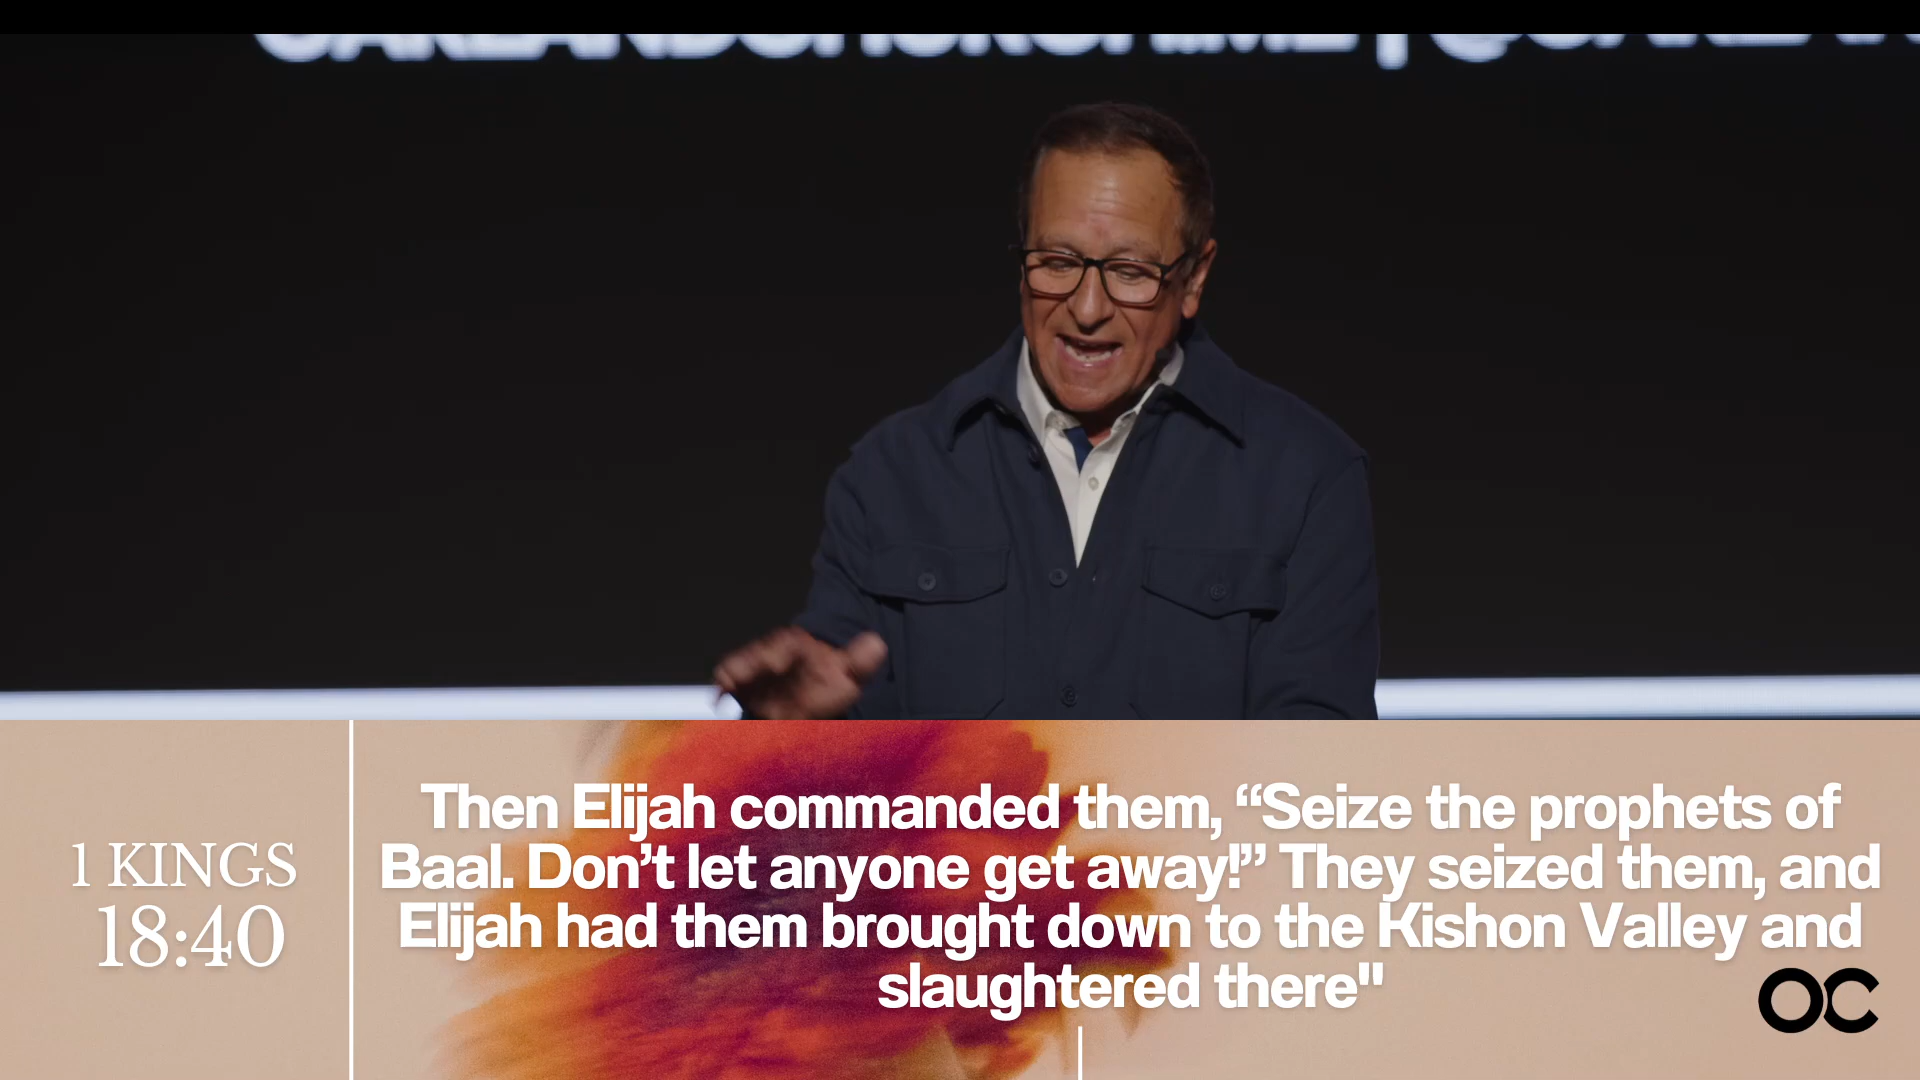 1 KINGS
18:40
Then Elijah commanded them, “Seize the prophets of
Baal. Don’t let anyone get away!” They seized them, and
Elijah had them brought down to the Kishon Valley and
slaughtered there"
OC